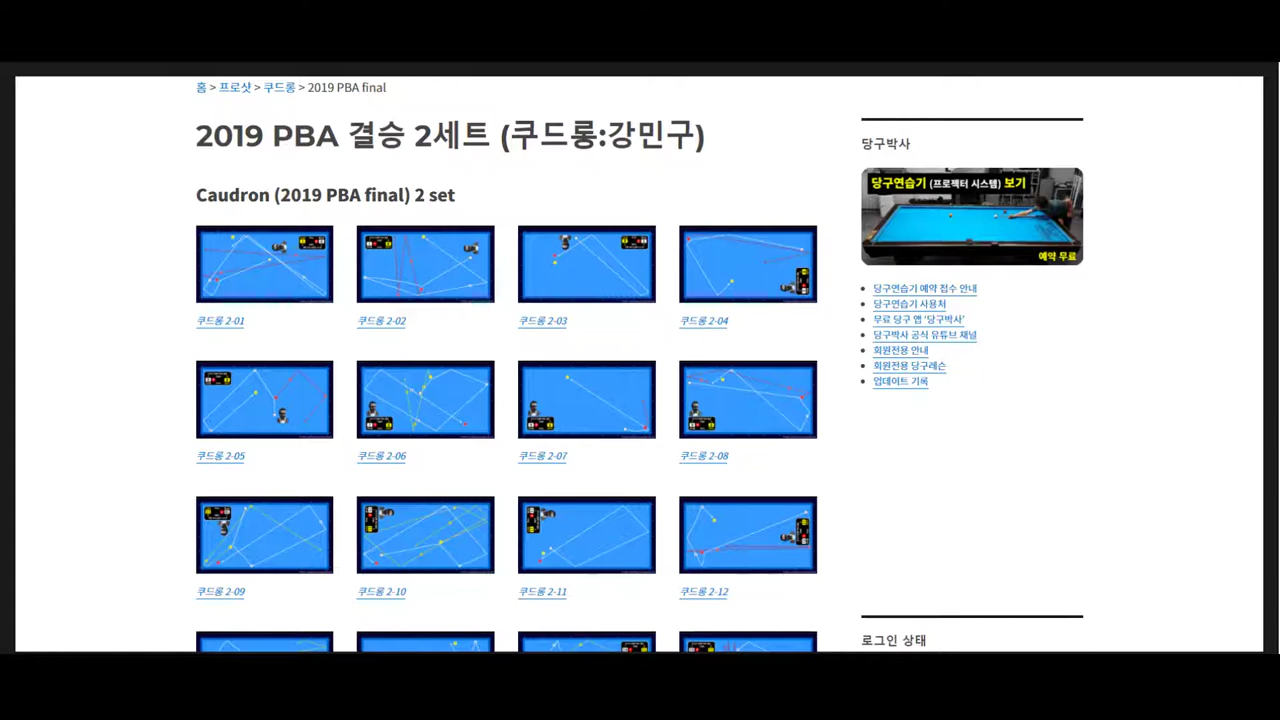 홈 > 프로샷 > 쿠드롱 > 2019 PBA final
2019 PBA 결승 2세트 (쿠드롱:강민구)
Caudron (2019 PBA final) 2 set
쿠드롱 2-01
쿠드롱 2-02
쿠드롱 2-03
쿠드롱 2-04
쿠드롱 2-05
쿠드롱 2-06
쿠드롱 2-07
쿠드롱 2-08
쿠드롱 2-09
쿠드롱 2-10
쿠드롱 2-11
쿠드롱 2-12
당구박사
당구연습기 (프로젝터 시스템) 보기
예약 무료
당구연습기 예약 접수 안내
당구연습기 사용처
무료 당구 앱 '당구박사'
당구박사 공식 유튜브 채널
회원전용 안내
회원전용 당구레슨
업데이트 기록
로그인 상태